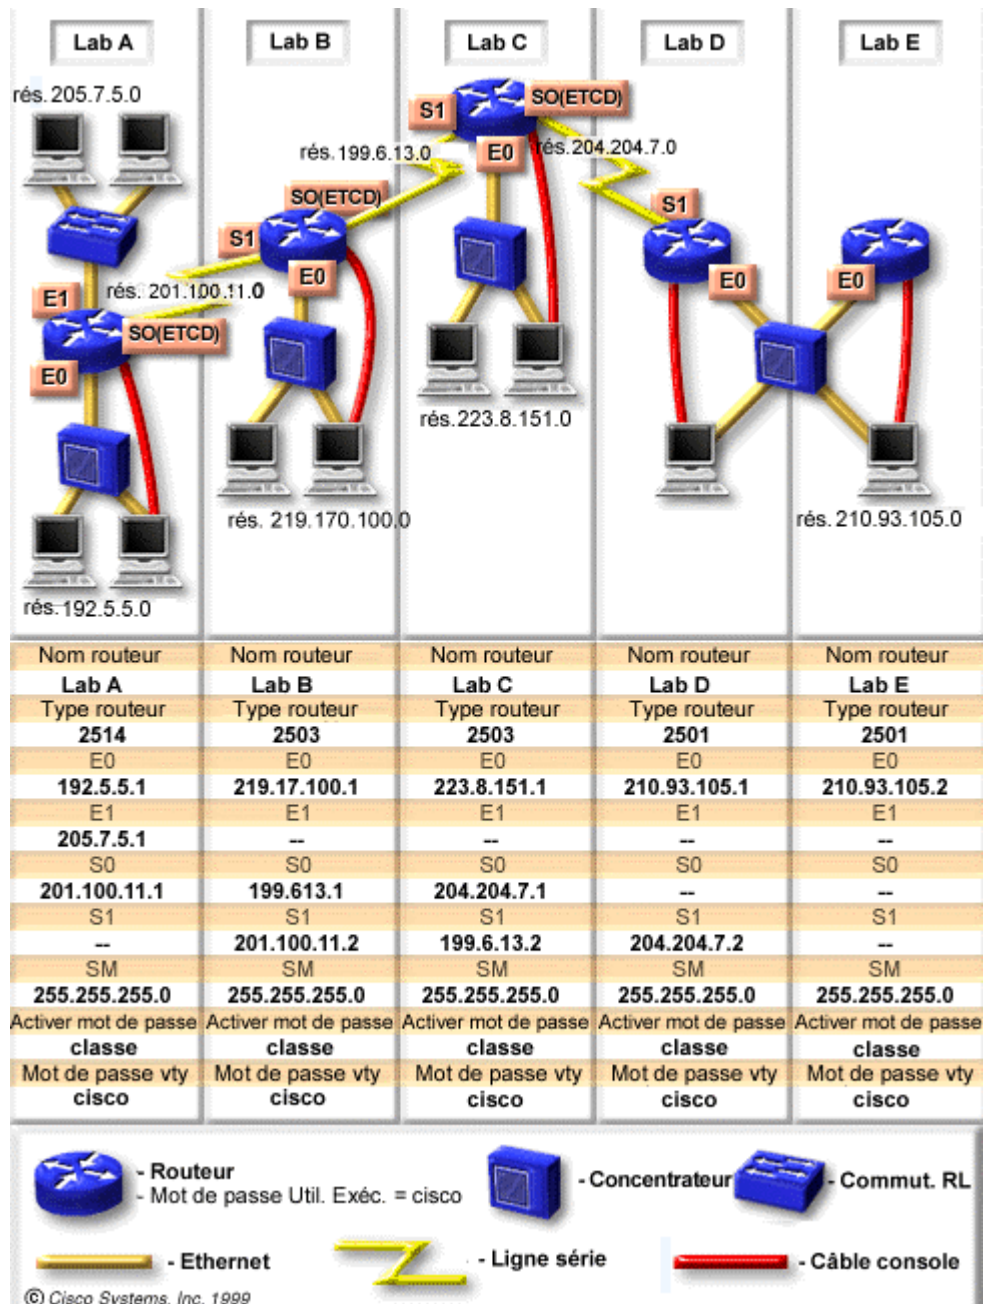 Lab A
Lab B
Lab C
Lab D
Lab E
rés. 205.7.5.0
S1
SO(ETCD)
rés. 199.6.13.0
E0
rés. 204.204.7.0
SO(ETCD)
S1
S1
E0
E0
E0
E1
rés. 201.100.11.0
SO(ETCD)
E0
rés. 223.8.151.0
rés. 219.170.100.0
rés. 210.93.105.0
rés. 192.5.5.0
Nom routeur Nom routeur Nom routeur Nom routeur Nom routeur
Lab A Lab B Lab C Lab D Lab E
Type routeur Type routeur Type routeur Type routeur Type routeur
2514 2503 2503 2501 2501
E0 E0 E0 E0 E0
192.5.5.1 219.17.100.1 223.8.151.1 210.93.105.1 210.93.105.2
E1 E1 E1 E1 E1
205.7.5.1 -- -- -- --
S0 S0 S0 S0 S0
201.100.11.1 199.613.1 204.204.7.1 -- --
S1 S1 S1 S1 S1
-- 201.100.11.2 199.6.13.2 204.204.7.2 --
SM SM SM SM SM
255.255.255.0 255.255.255.0 255.255.255.0 255.255.255.0 255.255.255.0
Activer mot de passe Activer mot de passe Activer mot de passe Activer mot de passe Activer mot de passe
classe classe classe classe classe
Mot de passe vty Mot de passe vty Mot de passe vty Mot de passe vty Mot de passe vty
cisco cisco cisco cisco cisco
- Routeur
- Mot de passe Util. Exéc. = cisco
- Concentrateur
- Commut. RL
- Ethernet
- Ligne série
- Câble console
© Cisco Systems, Inc. 1999